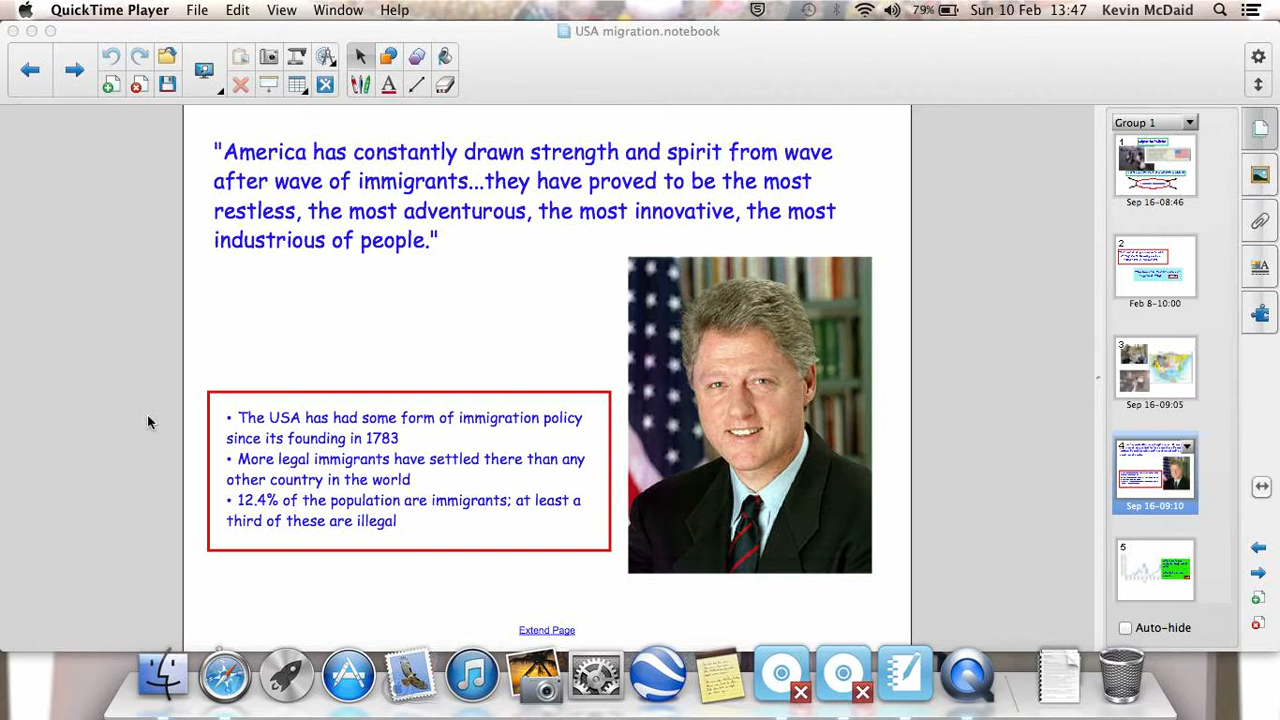 QuickTime Player File Edit View Window Help 79% Sun 10 Feb 13:47 Kevin McDaid
USA migration.notebook
"America has constantly drawn strength and spirit from wave
after wave of immigrants...they have proved to be the most
restless, the most adventurous, the most innovative, the most
industrious of people."
• The USA has had some form of immigration policy
since its founding in 1783
• More legal immigrants have settled there than any
other country in the world
• 12.4% of the population are immigrants; at least a
third of these are illegal
Extend Page
Group 1
1
Sep 16-08:46
2
Feb 8-10:00
3
Sep 16-09:05
4
Sep 16-09:10
5
Auto-hide